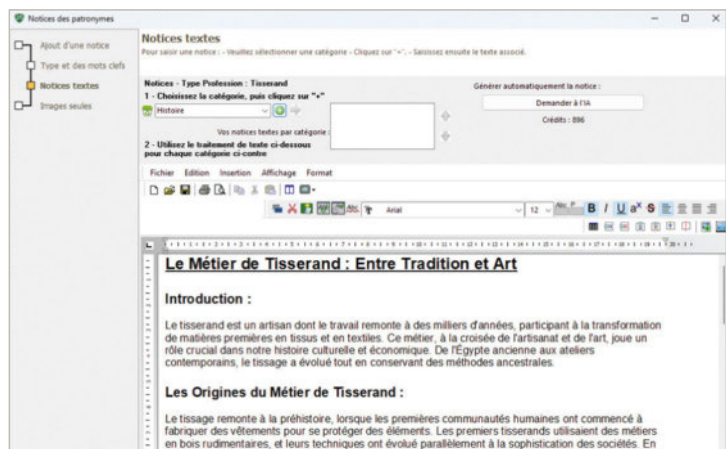 Notices des patronymes
Ajout d'une notice
Type et des mots clefs
Notices textes
Images seules
Notices textes
Pour saisir une notice : - Veuillez sélectionner une catégorie - Cliquez sur "+". - Saisissez ensuite le texte associé.
Notices - Type Profession : Tisserand
1 - Choisissez la catégorie, puis cliquez sur "+"
Histoire
Vos notices textes par catégorie :
2 - Utilisez le traitement de texte ci-dessous
pour chaque catégorie ci-contre
Générer automatiquement la notice :
Demander à l'IA
Crédits : 896
Fichier Edition Insertion Affichage Format
Arial 12 B I U aX S
Le Métier de Tisserand : Entre Tradition et Art
Introduction :
Le tisserand est un artisan dont le travail remonte à des milliers d'années, participant à la transformation
de matières premières en tissus et en textiles. Ce métier, à la croisée de l'artisanat et de l'art, joue un
rôle crucial dans notre histoire culturelle et économique. De l'Égypte ancienne aux ateliers
contemporains, le tissage a évolué tout en conservant des méthodes ancestrales.
Les Origines du Métier de Tisserand :
Le tissage remonte à la préhistoire, lorsque les premières communautés humaines ont commencé à
fabriquer des vêtements pour se protéger des éléments. Les premiers tisserands utilisaient des métiers
en bois rudimentaires, et leurs techniques ont évolué parallèlement à la sophistication des sociétés. En